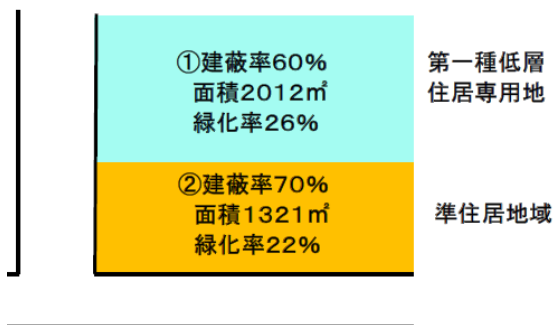 ①建蔽率60%
面積2012㎡
緑化率26%
第一種低層
住居専用地
②建蔽率70%
面積1321㎡
緑化率22%
準住居地域